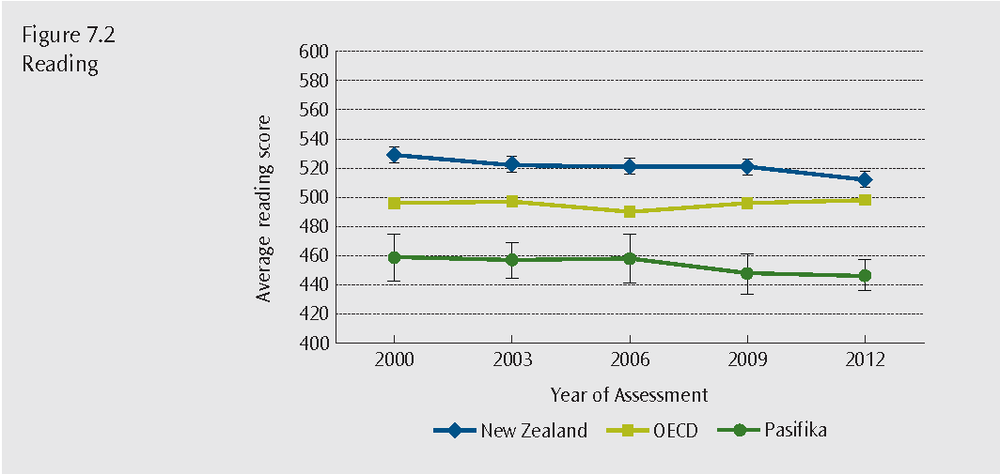 Figure 7.2
Reading
600
580
560
540
520
500
480
460
440
420
400
Average reading score
2000 2003 2006 2009 2012
Year of Assessment
New Zealand OECD Pasifika